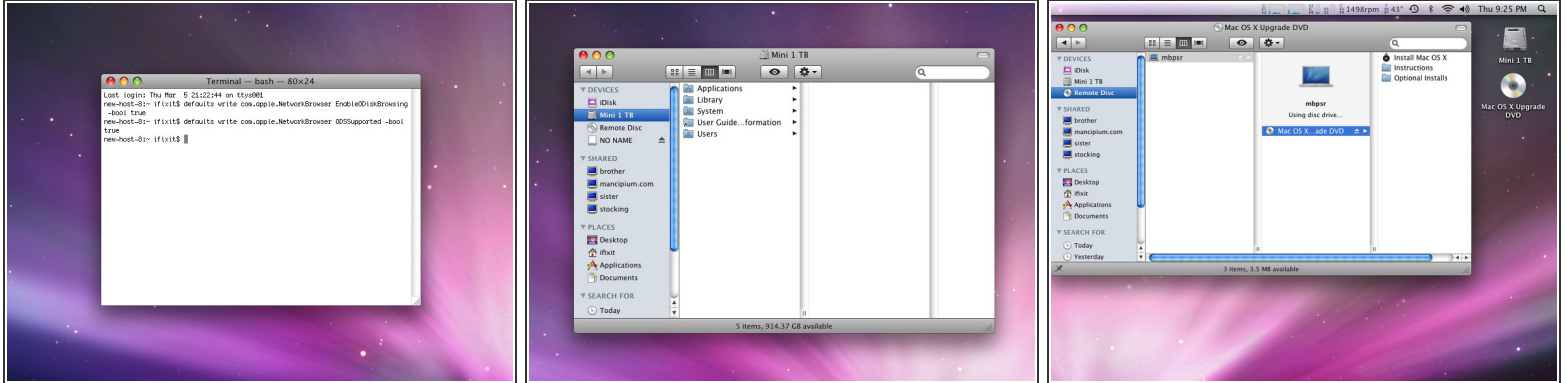 Terminal — bash — 80×24
Last login: Thu Mar  5 21:22:44 on ttys001
new-host-8:~ ifixit$ defaults write com.apple.NetworkBrowser EnableODiskBrowsing
-bool true
new-host-8:~ ifixit$ defaults write com.apple.NetworkBrowser ODSSupported -bool
true
new-host-8:~ ifixit$
Mini 1 TB
DEVICES
iDisk
Mini 1 TB
Remote Disc
NO NAME
SHARED
brother
mancipium.com
sister
stocking
PLACES
Desktop
ifixit
Applications
Documents
SEARCH FOR
Today
Applications
Library
System
User Guide...formation
Users
5 items, 914.37 GB available
1498rpm 43° Thu 9:25 PM
Mac OS X Upgrade DVD
DEVICES
iDisk
Mini 1 TB
Remote Disc
SHARED
brother
mancipium.com
sister
stocking
PLACES
Desktop
ifixit
Applications
Documents
SEARCH FOR
Today
Yesterday
mbpsr
mbpsr
Using disc drive...
Mac OS X...ade DVD
Install Mac OS X
Instructions
Optional Installs
3 items, 3.5 MB available
Mini 1 TB
Mac OS X Upgrade
DVD